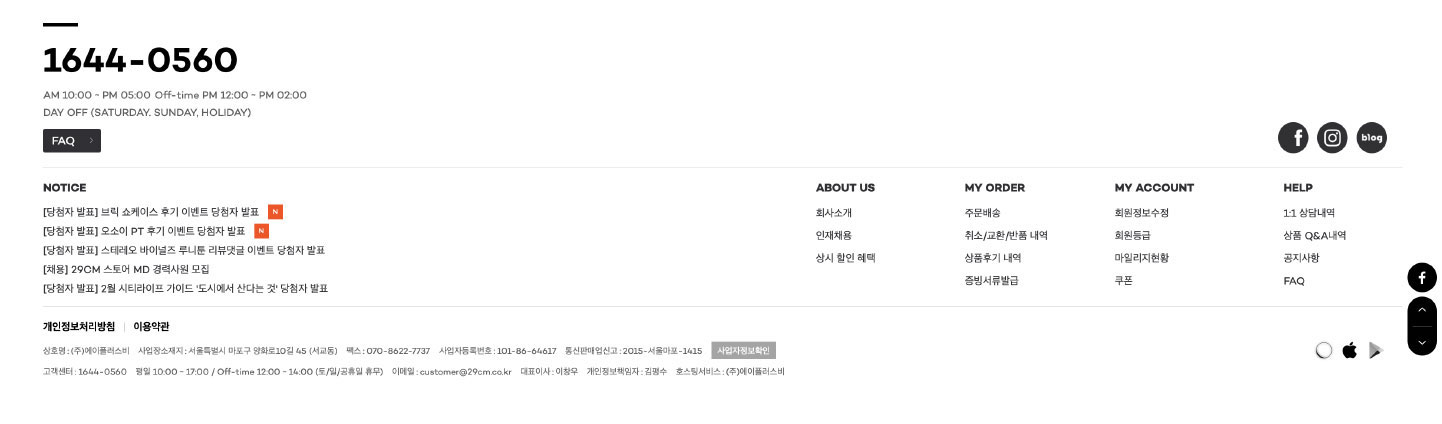 1644-0560
AM 10:00 ~ PM 05:00 Off-time PM 12:00 ~ PM 02:00
DAY OFF (SATURDAY. SUNDAY, HOLIDAY)
FAQ
blog
NOTICE
[당첨자 발표] 브릭 쇼케이스 후기 이벤트 당첨자 발표 N
[당첨자 발표] 오소이 PT 후기 이벤트 당첨자 발표 N
[당첨자 발표] 스테레오 바이널즈 루니툰 리뷰댓글 이벤트 당첨자 발표
[채용] 29CM 스토어 MD 경력사원 모집
[당첨자 발표] 2월 시티라이프 가이드 '도시에서 산다는 것' 당첨자 발표
ABOUT US
회사소개
인재채용
상시 할인 혜택
MY ORDER
주문배송
취소/교환/반품 내역
상품후기 내역
증빙서류발급
MY ACCOUNT
회원정보수정
회원등급
마일리지현황
쿠폰
HELP
1:1 상담내역
상품 Q&A내역
공지사항
FAQ
개인정보처리방침 이용약관
상호명 : (주)에이플러스비 사업장소재지 : 서울특별시 마포구 양화로10길 45 (서교동) 팩스 : 070-8622-7737 사업자등록번호 : 101-86-64617 통신판매업신고 : 2015-서울마포-1415 사업자정보확인
고객센터 : 1644-0560 평일 10:00 ~ 17:00 / Off-time 12:00 ~ 14:00 (토/일/공휴일 휴무) 이메일 : customer@29cm.co.kr 대표이사 : 이창우 개인정보책임자 : 김평수 호스팅서비스 : (주)에이플러스비